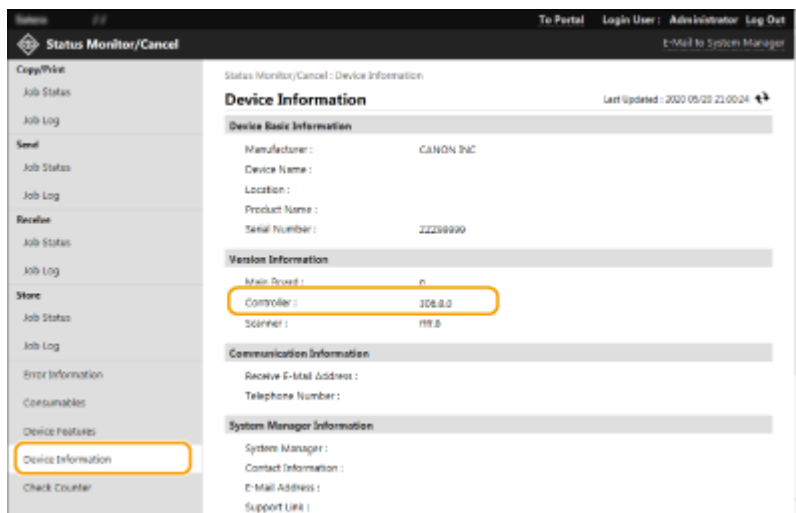 To Portal Login User: Administrator Log Out
Status Monitor/Cancel
E-Mail to System Manager
Copy/Print
Job Status
Job Log
Send
Job Status
Job Log
Receive
Job Status
Job Log
Store
Job Status
Job Log
Error Information
Consumables
Device Features
Device Information
Check Counter
Status Monitor/Cancel : Device Information
Device Information
Last Updated : 2020 05/20 21:00:24
Device Basic Information
Manufacturer : CANON INC
Device Name :
Location :
Product Name :
Serial Number : ZZZ99999
Version Information
Main Board :
Controller :
Scanner :
Communication Information
Receive E-Mail Address :
Telephone Number :
System Manager Information
System Manager :
Contact Information :
E-Mail Address :
Support Link :